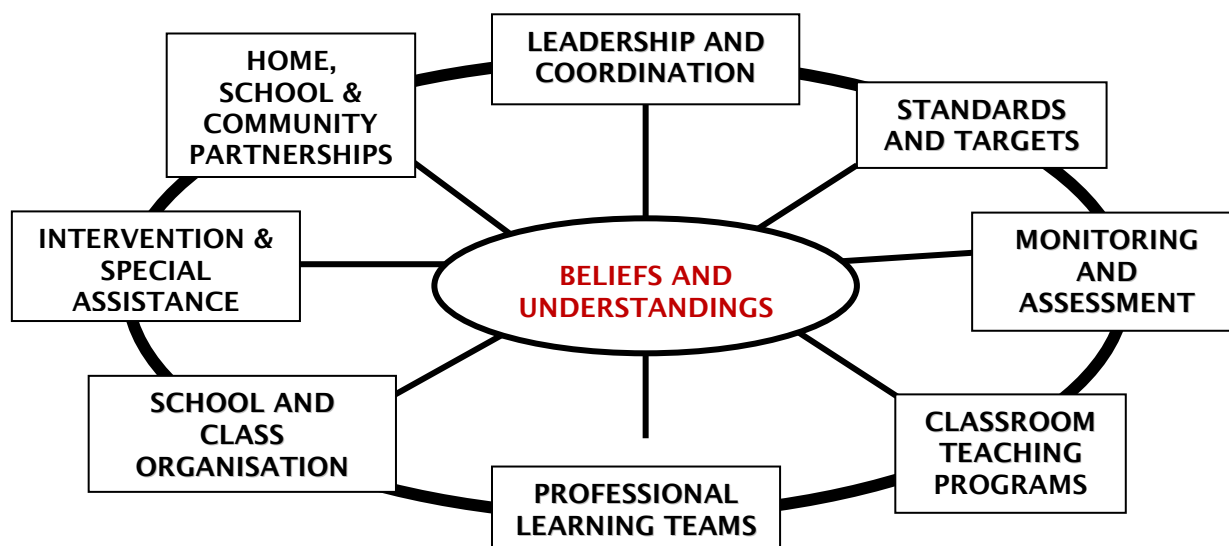 LEADERSHIP AND
COORDINATION
STANDARDS
AND TARGETS
MONITORING
AND
ASSESSMENT
CLASSROOM
TEACHING
PROGRAMS
PROFESSIONAL
LEARNING TEAMS
SCHOOL AND
CLASS
ORGANISATION
INTERVENTION &
SPECIAL
ASSISTANCE
HOME,
SCHOOL &
COMMUNITY
PARTNERSHIPS
BELIEFS AND
UNDERSTANDINGS